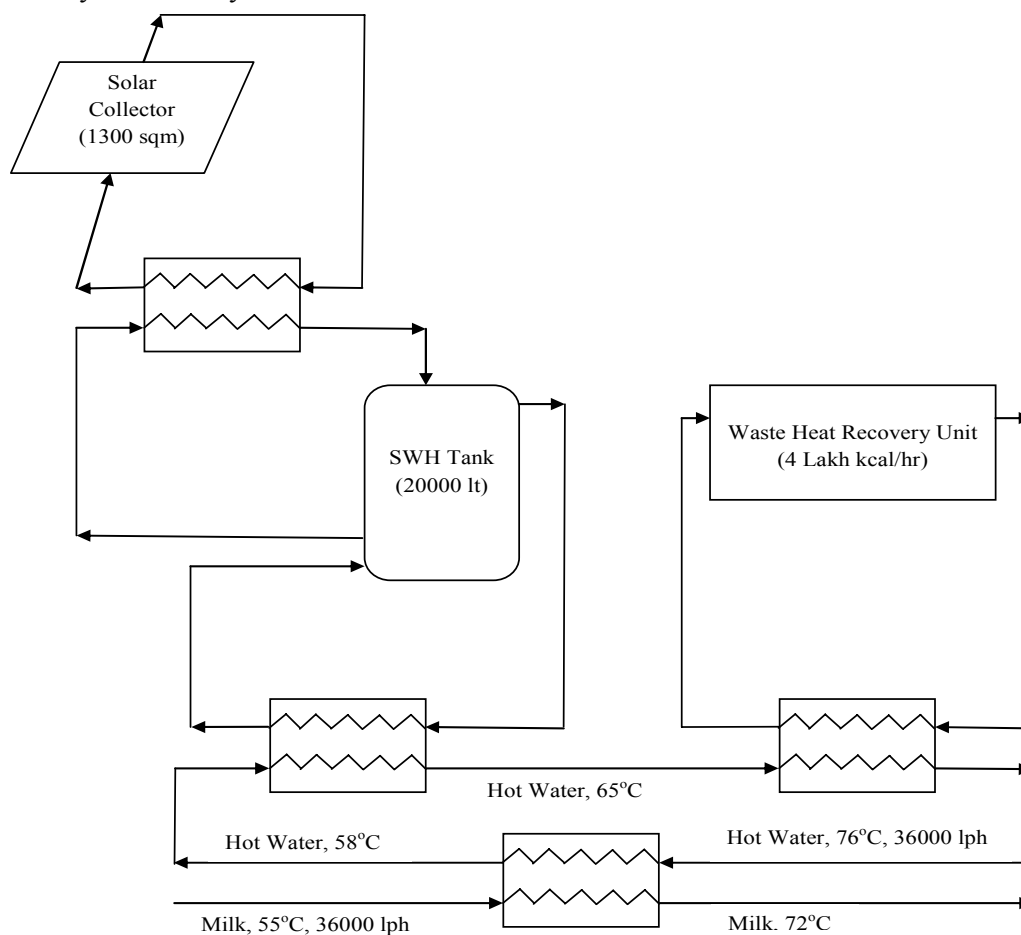 Solar
Collector
(1300 sqm)
SWH Tank
(20000 lt)
Waste Heat Recovery Unit
(4 Lakh kcal/hr)
Hot Water, 65°C
Hot Water, 58°C
Hot Water, 76°C, 36000 lph
Milk, 55°C, 36000 lph
Milk, 72°C